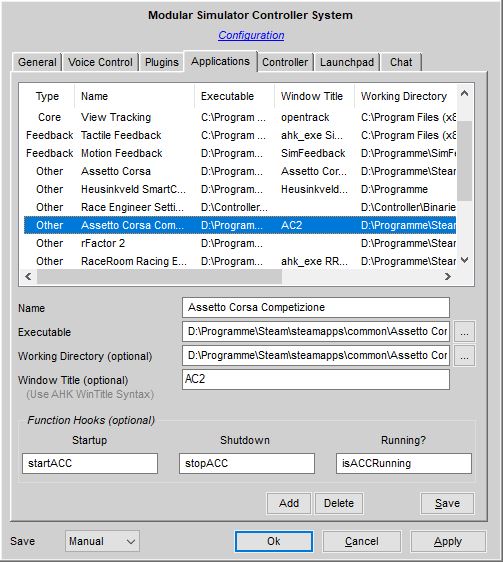 Modular Simulator Controller System
Configuration
General Voice Control Plugins Applications Controller Launchpad Chat
Type Name Executable Window Title Working Directory
Core View Tracking C:\Program ... opentrack C:\Program Files (x8
Feedback Tactile Feedback C:\Program ... ahk_exe Si... C:\Program Files (x8
Feedback Motion Feedback D:\Program... SimFeedback D:\Programme\SimF
Other Assetto Corsa D:\Program... Assetto Cor... D:\Programme\Stear
Other Heusinkveld SmartC... D:\Program... Heusinkveld... D:\Programme
Other Race Engineer Setti... D:\Controller... D:\Controller\Binarie
Other Assetto Corsa Com... D:\Program... AC2 D:\Programme\Stear
Other rFactor 2 D:\Program... D:\Programme\Stear
Other RaceRoom Racing E... D:\Program... ahk_exe RR... D:\Programme\Stear
Name Assetto Corsa Competizione
Executable D:\Programme\Steam\steamapps\common\Assetto Cor ...
Working Directory (optional) D:\Programme\Steam\steamapps\common\Assetto Cor ...
Window Title (optional) AC2
(Use AHK WinTitle Syntax)
Function Hooks (optional)
Startup Shutdown Running?
startACC stopACC isACCRunning
Add Delete Save
Save Manual Ok Cancel Apply